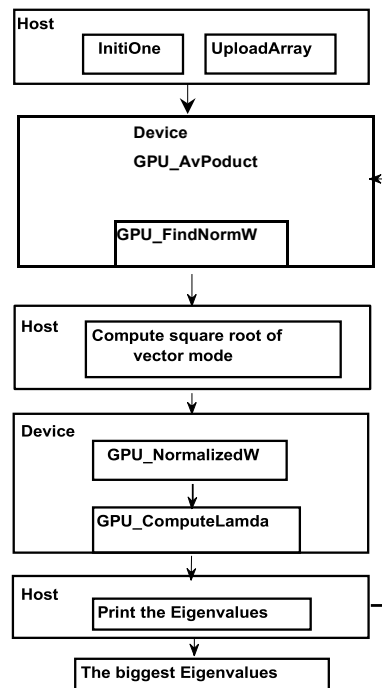 Host
InitiOne
UploadArray
Device
GPU_AvPoduct
GPU_FindNormW
Host
Compute square root of
vector mode
Device
GPU_NormalizedW
GPU_ComputeLamda
Host
Print the Eigenvalues
The biggest Eigenvalues